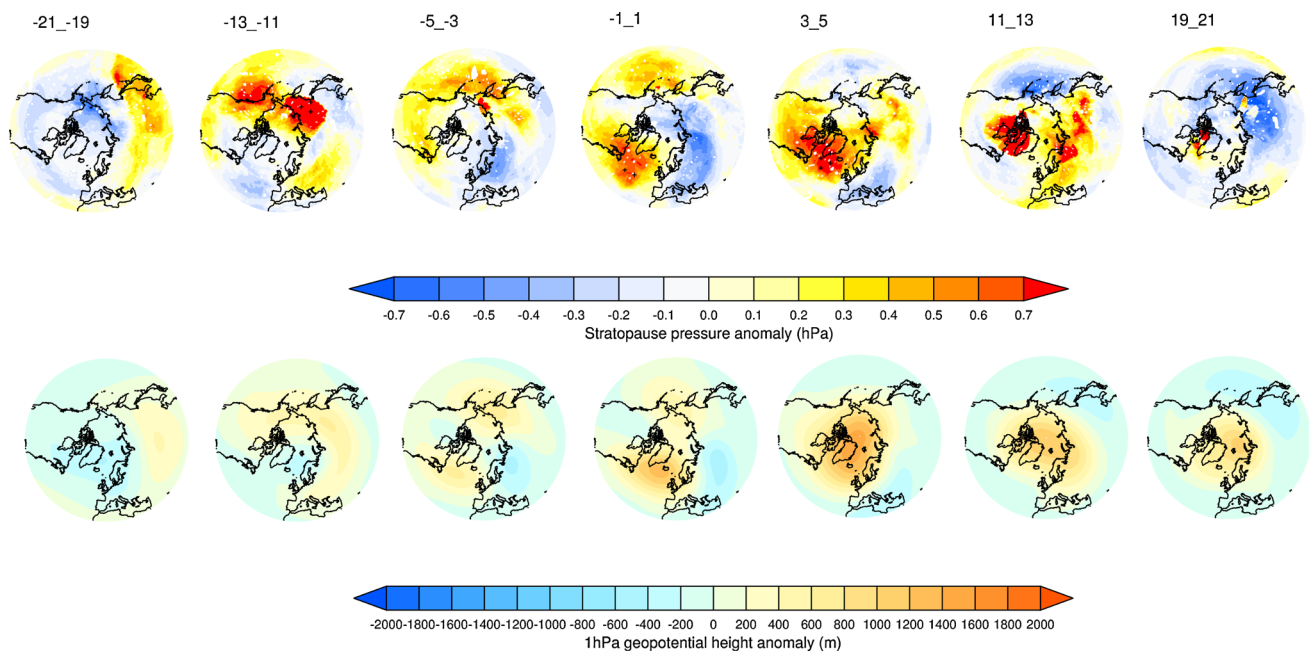 -21_-19 -13_-11 -5_-3 -1_1 3_5 11_13 19_21
-0.7 -0.6 -0.5 -0.4 -0.3 -0.2 -0.1 0.0 0.1 0.2 0.3 0.4 0.5 0.6 0.7
Stratopause pressure anomaly (hPa)
-2000 -1800 -1600 -1400 -1200 -1000 -800 -600 -400 -200 0 200 400 600 800 1000 1200 1400 1600 1800 2000
1hPa geopotential height anomaly (m)